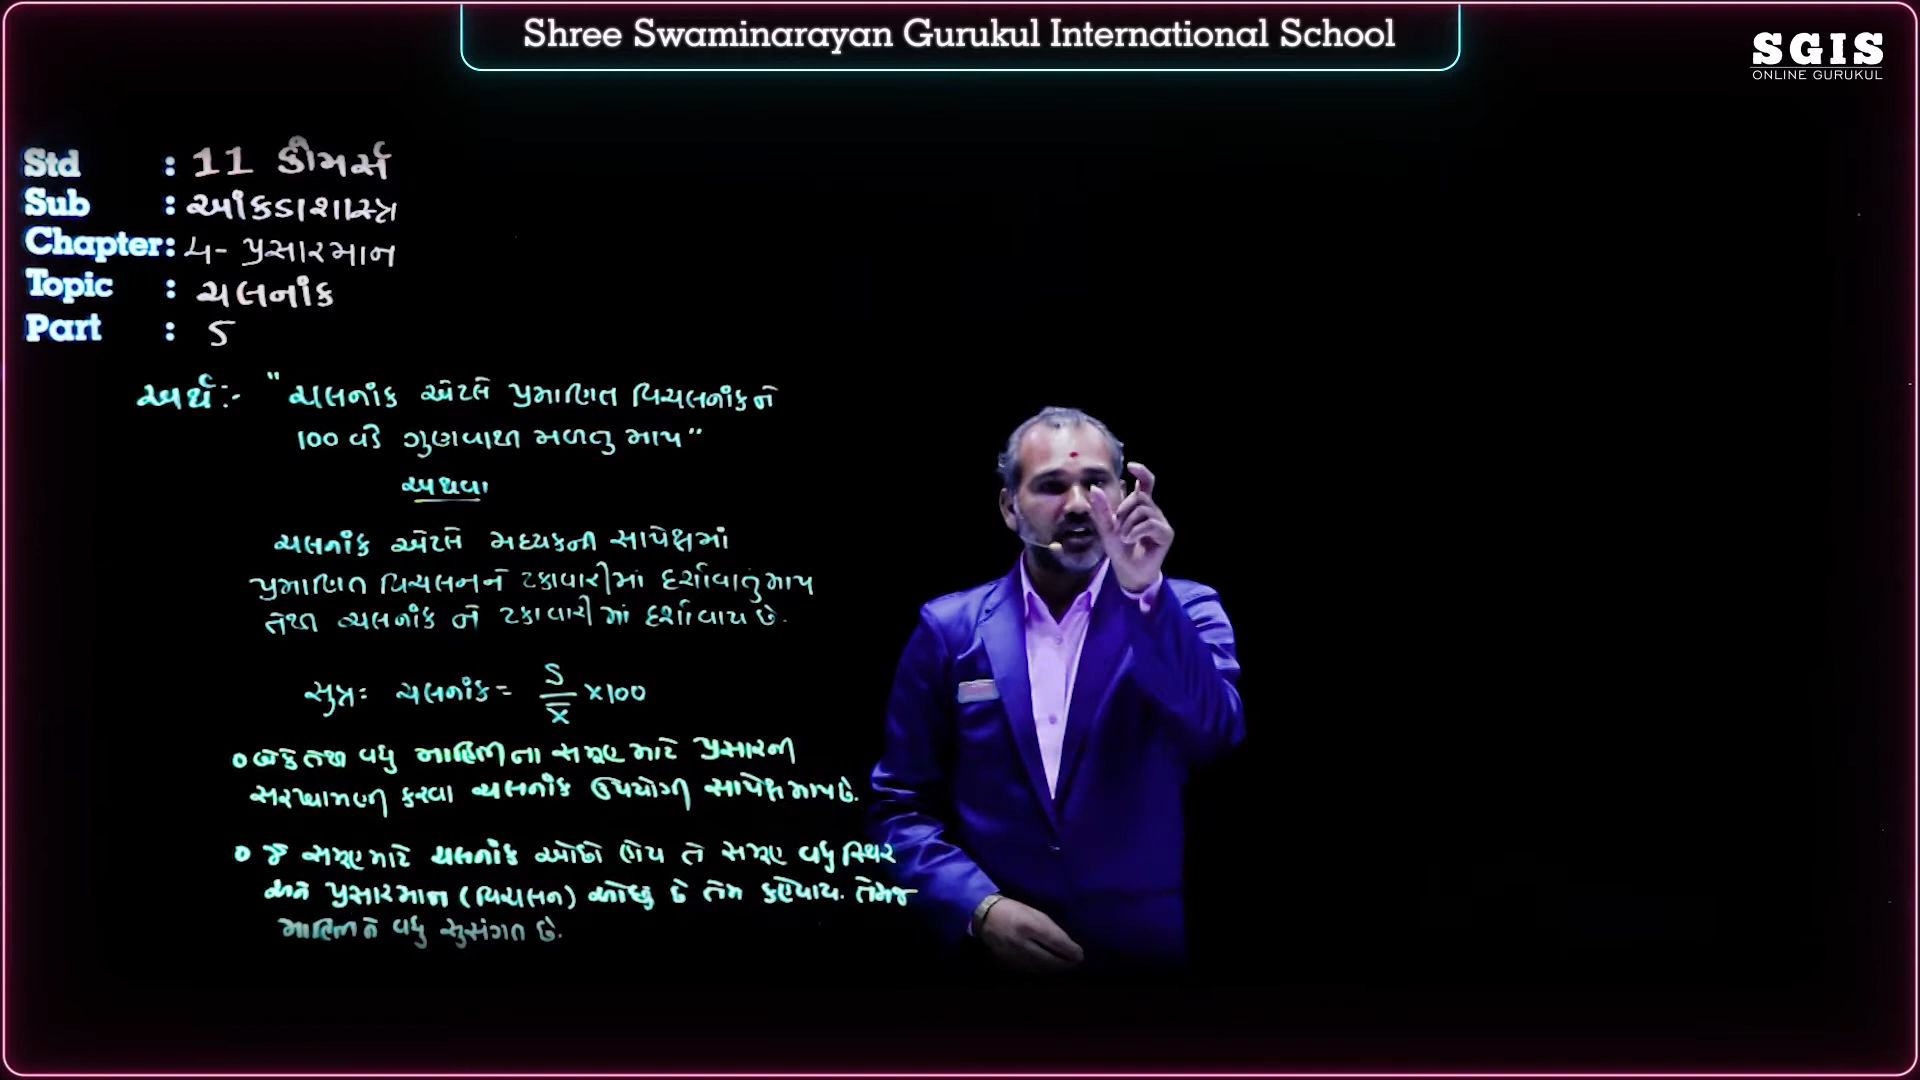 Shree Swaminarayan Gurukul International School
SGIS
ONLINE GURUKUL
Std : 11 કોમર્સ
Sub : આંકડાશાસ્ત્ર
Chapter: 4- પ્રસારમાન
Topic : ચલનાંક
Part : 5
અર્થ:- "ચલનાંક એટલે પ્રમાણિત વિચલનાંકને
100 વડે ગુણવાથી મળતુ માપ"
અથવા
ચલનાંક એટલે મધ્યકની સાપેક્ષમાં
પ્રમાણિત વિચલનને ટકાવારીમાં દર્શાવાતું માપ
તેથી ચલનાંક ને ટકાવારીમાં દર્શાવાય છે.
સુત્ર: ચલનાંક = S/x̅ ×100
૦ બેકે તેથી વધુ માહિતીના સમૂહ માટે પ્રસારની
સરખામણી કરવા ચલનાંક ઉપયોગી સાપેક્ષ માપ છે.
૦ જે સમૂહ માટે ચલનાંક ઓછો હોય તે સમૂહ વધુ સ્થિર
અને પ્રસારમાન (વિચલન) ઓછુ છે તેમ કહેવાય. તેમજ
માહિતી વધુ સુસંગત છે.